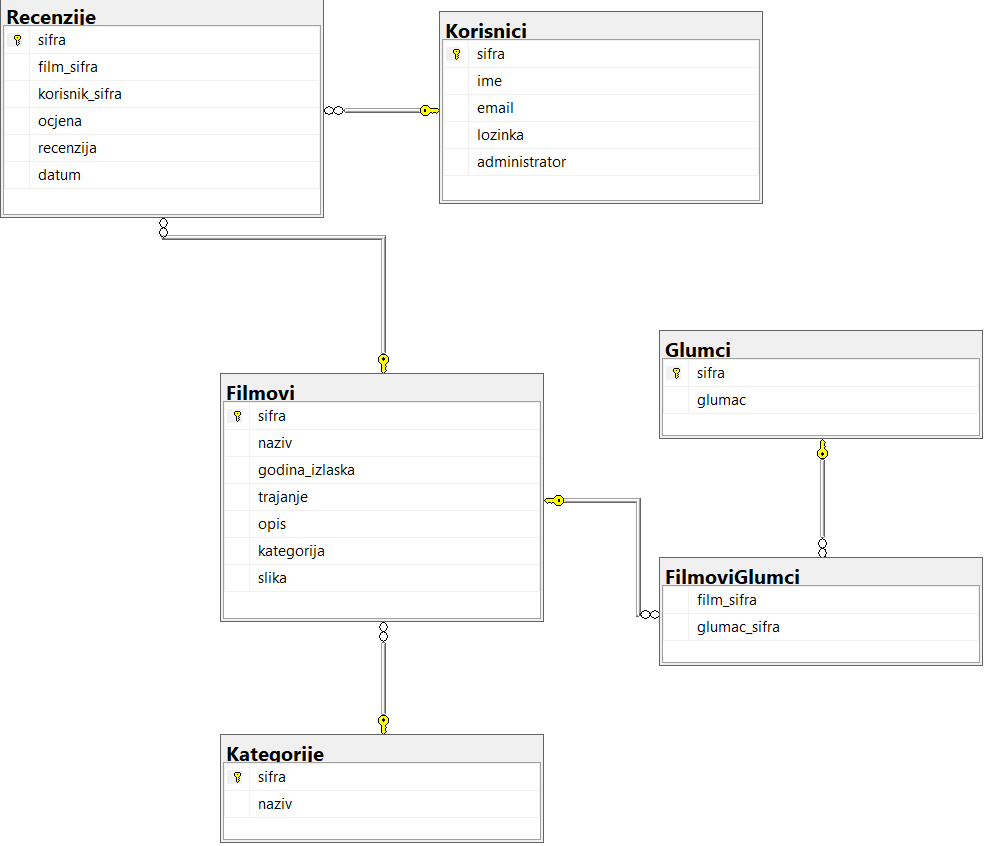 Recenzije
sifra
film_sifra
korisnik_sifra
ocjena
recenzija
datum
Korisnici
sifra
ime
email
lozinka
administrator
Filmovi
sifra
naziv
godina_izlaska
trajanje
opis
kategorija
slika
Glumci
sifra
glumac
FilmoviGlumci
film_sifra
glumac_sifra
Kategorije
sifra
naziv